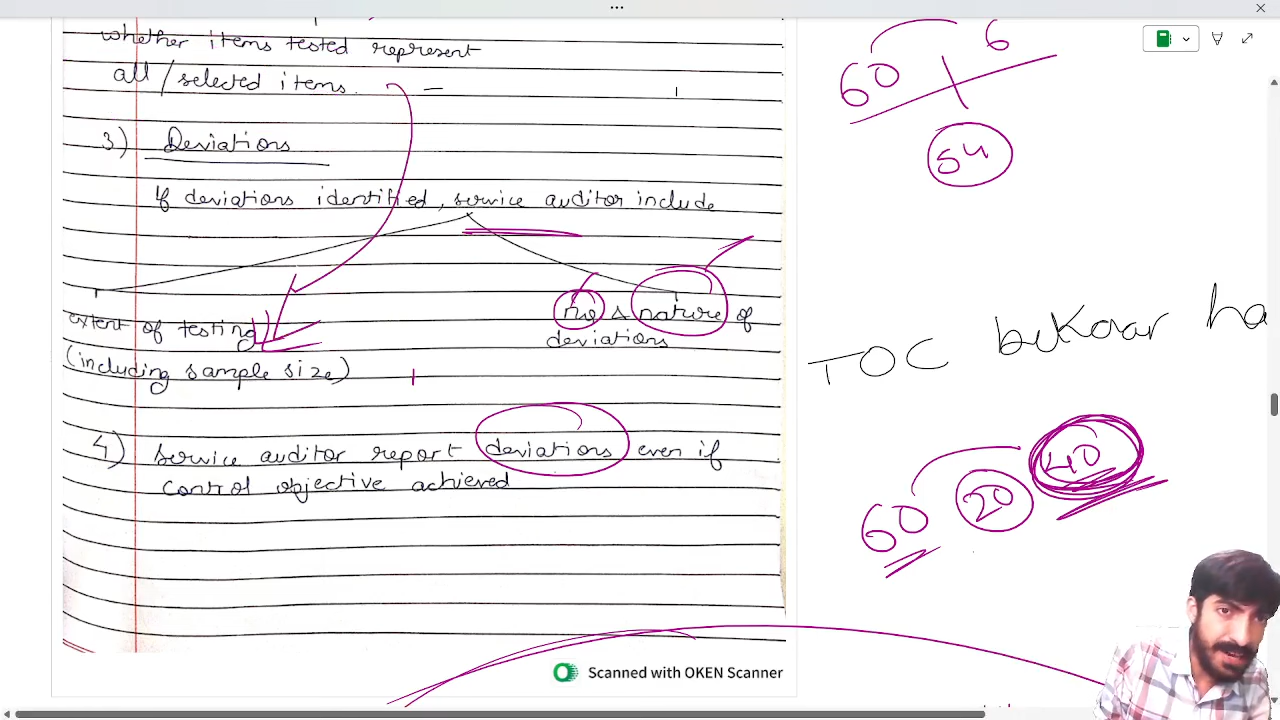 whether items tested represent
all/selected items.
3) Deviations
If deviations identified, service auditor include
extent of testing
(including sample size)
no & nature of
deviations
4) service auditor report deviations even if
control objective achieved
Scanned with OKEN Scanner
60 6
54
TOC bekaar ha
60 20 40